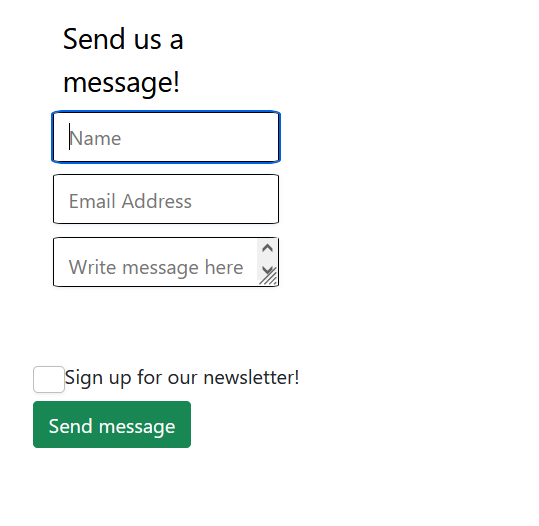 Send us a
message!
Name
Email Address
Write message here
Sign up for our newsletter!
Send message